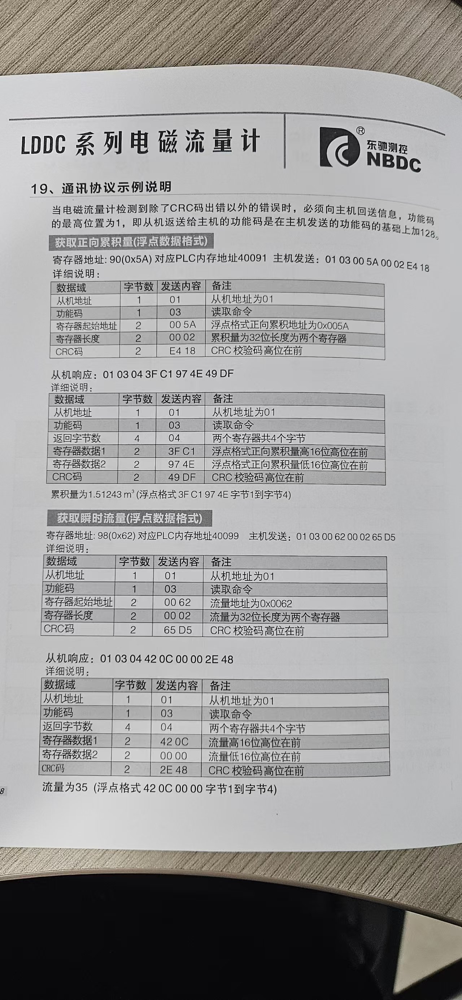 LDDC 系列电磁流量计
®
东驰测控
NBDC
19、通讯协议示例说明
当电磁流量计检测到除了CRC码出错以外的错误时，必须向主机回送信息，功能码
的最高位置为1，即从机返送给主机的功能码是在主机发送的功能码的基础上加128。
获取正向累积量(浮点数据格式)
寄存器地址: 90(0x5A) 对应PLC内存地址40091 主机发送：01 03 00 5A 00 02 E4 18
详细说明：
数据域 字节数 发送内容 备注
从机地址 1 01 从机地址为01
功能码 1 03 读取命令
寄存器起始地址 2 00 5A 浮点格式正向累积地址为0x005A
寄存器长度 2 00 02 累积量为32位长度为两个寄存器
CRC码 2 E4 18 CRC 校验码高位在前
从机响应：01 03 04 3F C1 97 4E 49 DF
详细说明：
数据域 字节数 发送内容 备注
从机地址 1 01 从机地址为01
功能码 1 03 读取命令
返回字节数 4 04 两个寄存器共4个字节
寄存器数据1 2 3F C1 浮点格式正向累积量高16位高位在前
寄存器数据2 2 97 4E 浮点格式正向累积量低16位高位在前
CRC码 2 49 DF CRC 校验码高位在前
累积量为1.51243 m³ (浮点格式 3F C1 97 4E 字节1到字节4)
获取瞬时流量(浮点数据格式)
寄存器地址: 98(0x62) 对应PLC内存地址40099 主机发送：01 03 00 62 00 02 65 D5
详细说明：
数据域 字节数 发送内容 备注
从机地址 1 01 从机地址为01
功能码 1 03 读取命令
寄存器起始地址 2 00 62 流量地址为0x0062
寄存器长度 2 00 02 流量为32位长度为两个寄存器
CRC码 2 65 D5 CRC 校验码高位在前
从机响应：01 03 04 42 0C 00 00 2E 48
详细说明：
数据域 字节数 发送内容 备注
从机地址 1 01 从机地址为01
功能码 1 03 读取命令
返回字节数 4 04 两个寄存器共4个字节
寄存器数据1 2 42 0C 流量高16位高位在前
寄存器数据2 2 00 00 流量低16位高位在前
CRC码 2 2E 48 CRC 校验码高位在前
流量为35 (浮点格式 42 0C 00 00 字节1到字节4)
8